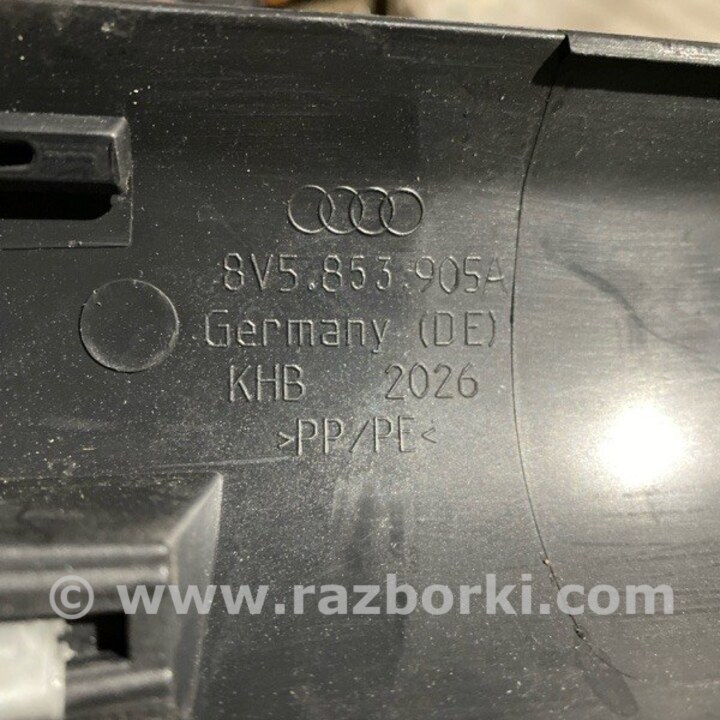 8V5.853.905A
Germany (DE)
KHB 2026
>PP/PE<
© www.razborki.com